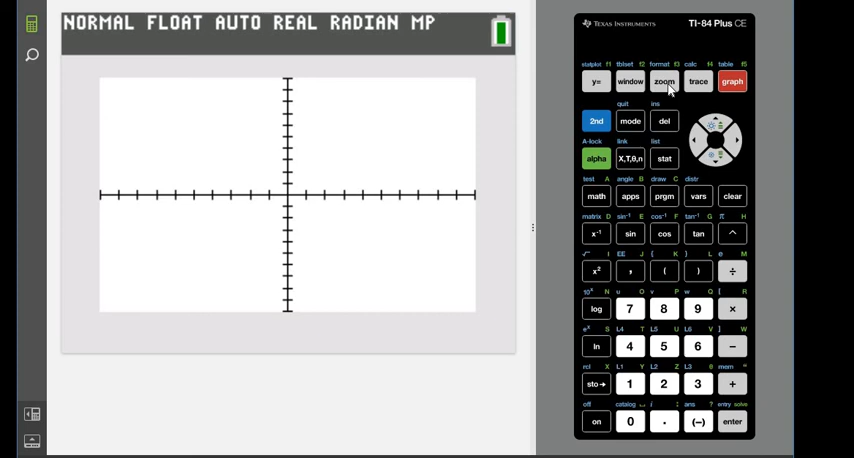 NORMAL FLOAT AUTO REAL RADIAN MP
TEXAS INSTRUMENTS TI-84 Plus CE
statplot f1 tblset f2 format f3 calc f4 table f5
y= window zoom trace graph
quit ins
2nd mode del
A-lock link list
alpha X,T,θ,n stat
test A angle B draw C distr
math apps prgm vars clear
matrix D sin⁻¹ E cos⁻¹ F tan⁻¹ G π H
x⁻¹ sin cos tan ^
√ I EE J { K } L e M
x² , ( ) ÷
10ˣ N u O v P w Q [ R
log 7 8 9 ×
eˣ S L4 T L5 U L6 V ] W
ln 4 5 6 −
rcl X L1 Y L2 Z L3 θ mem "
sto→ 1 2 3 +
off catalog ⎵ i : ans ? entry solve
on 0 . (−) enter